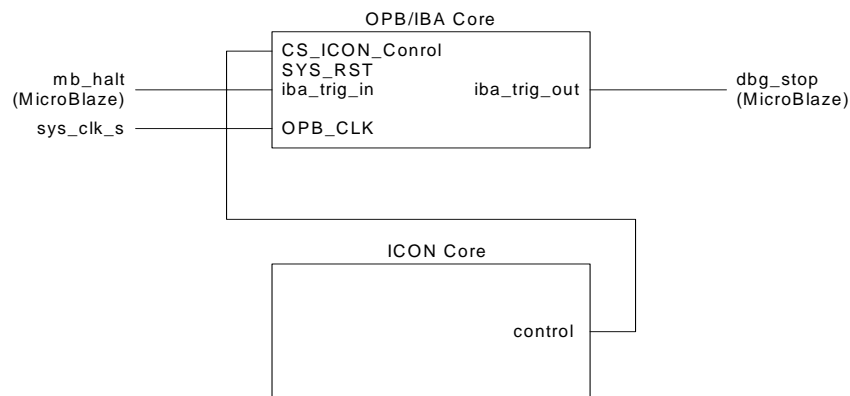 OPB/IBA Core
CS_ICON_Conrol
SYS_RST
mb_halt
(MicroBlaze)
iba_trig_in
iba_trig_out
dbg_stop
(MicroBlaze)
sys_clk_s
OPB_CLK
ICON Core
control